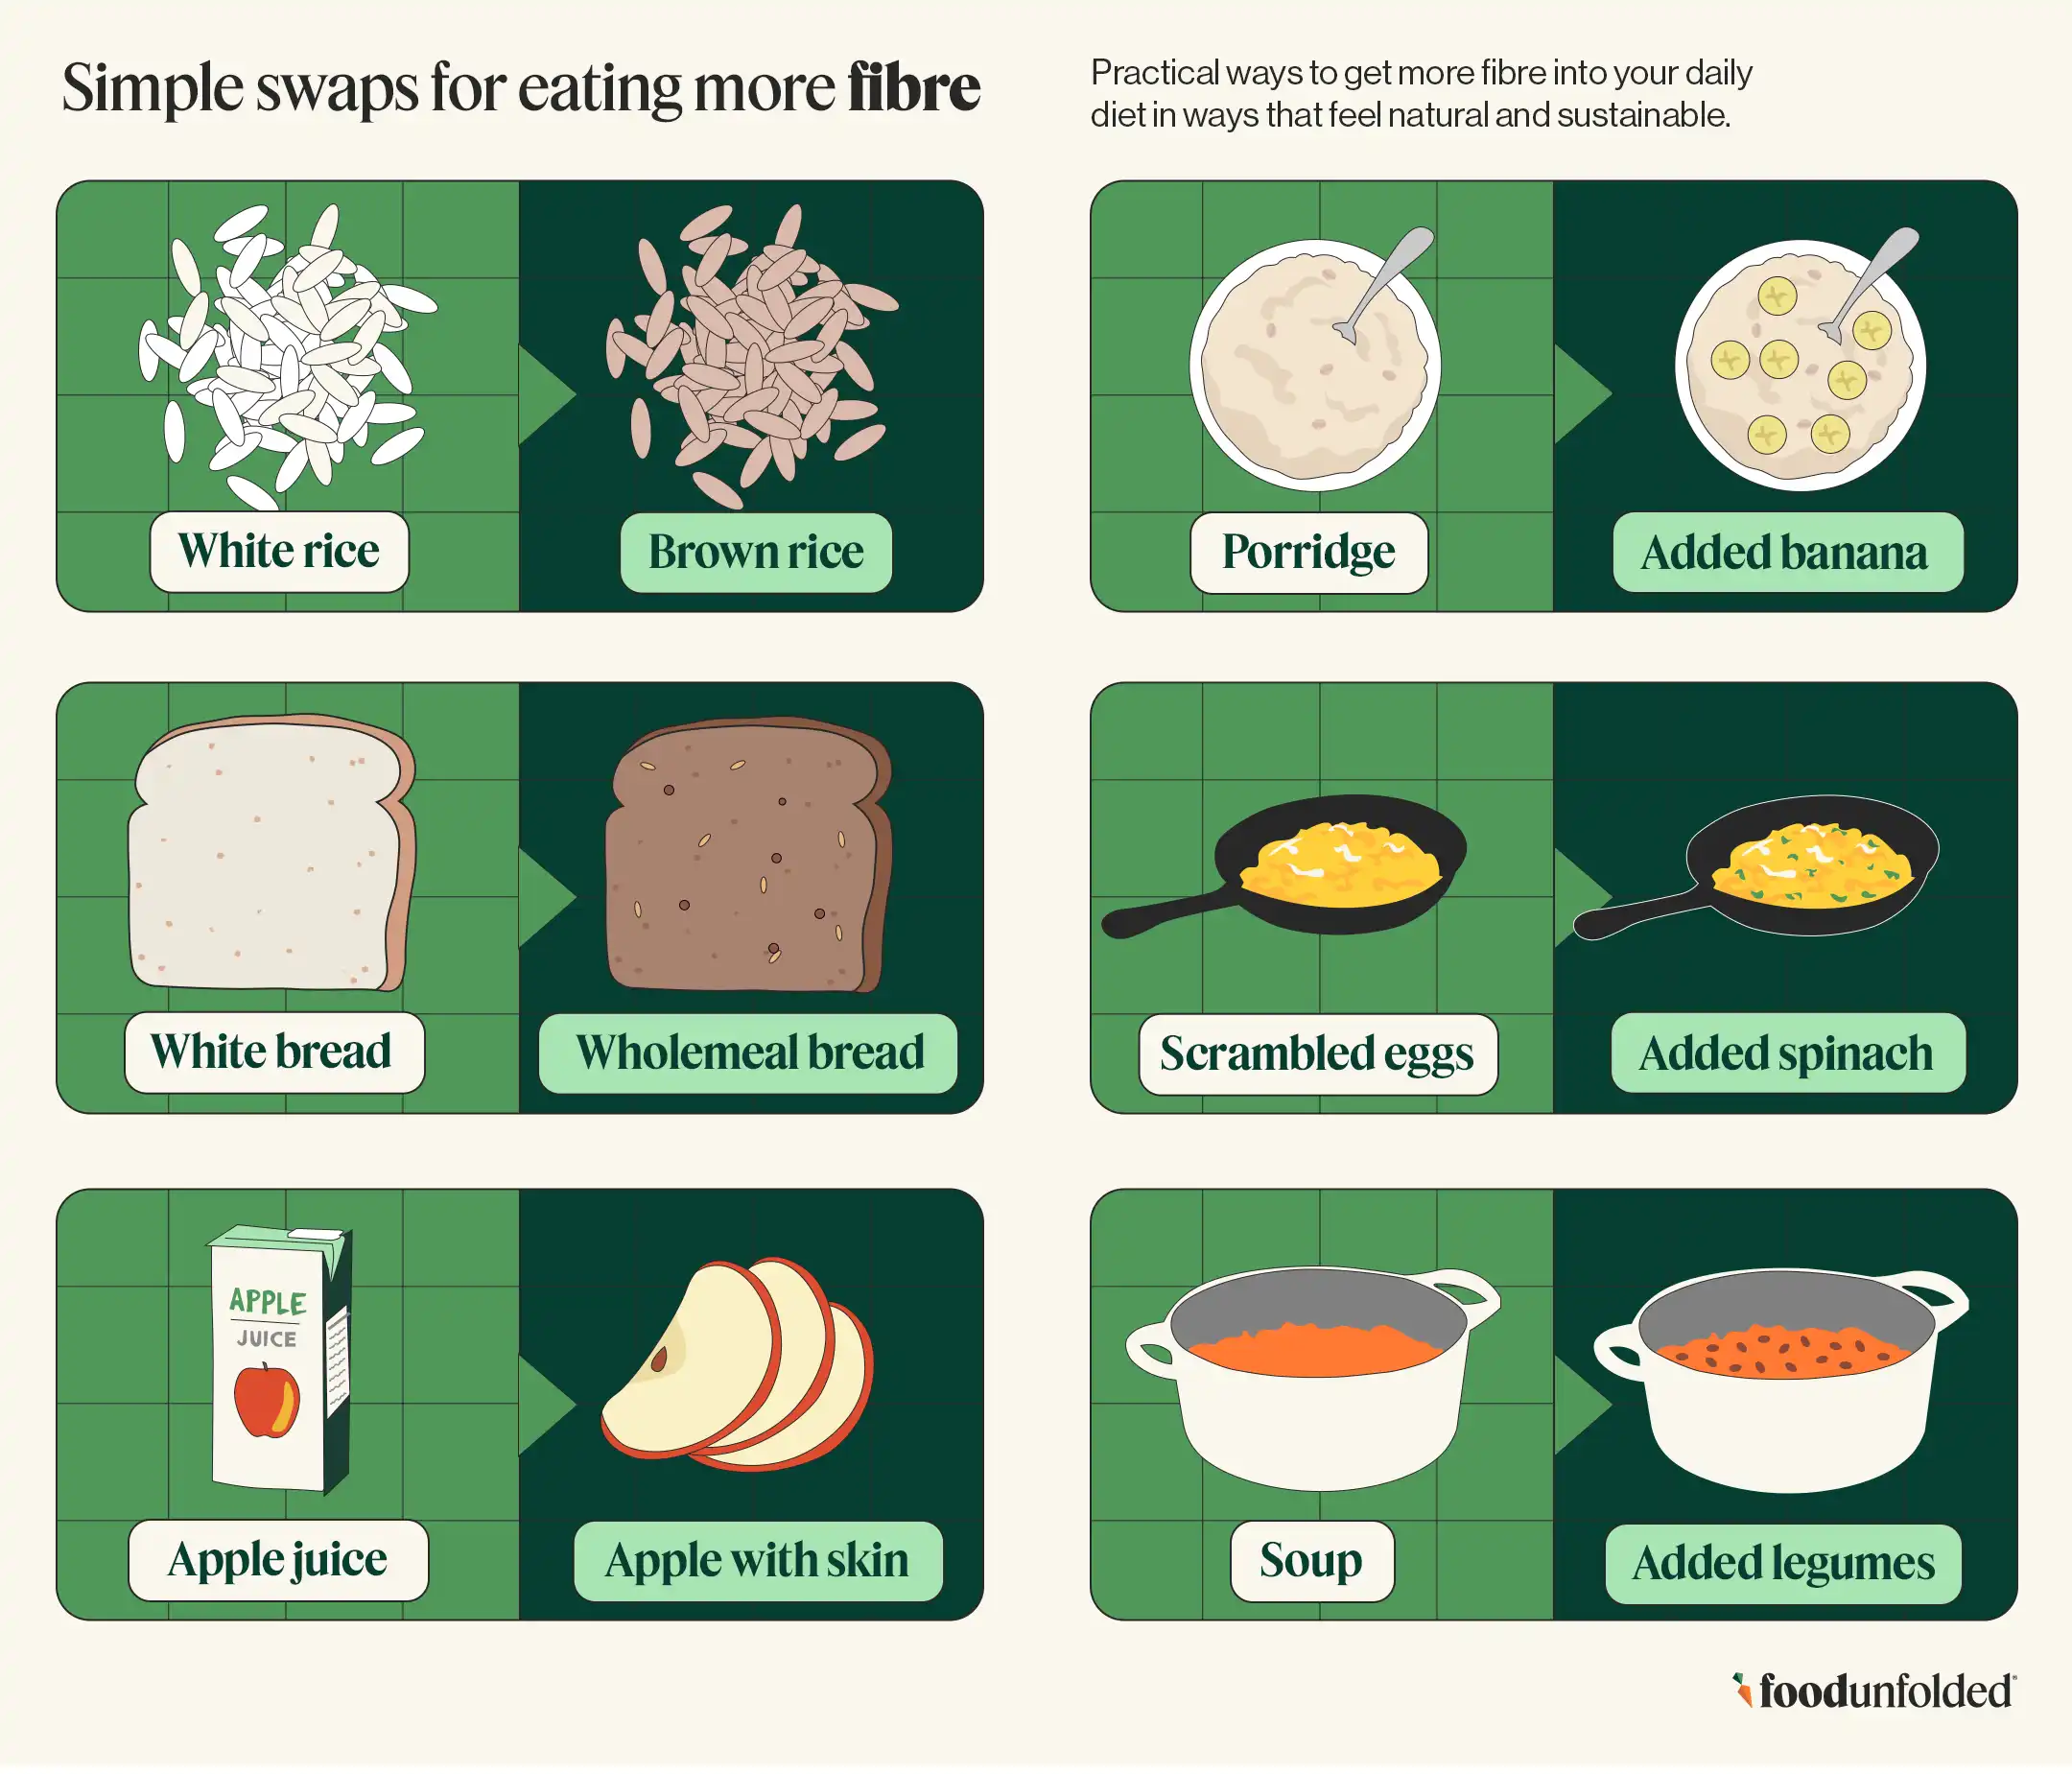 Simple swaps for eating more fibre
Practical ways to get more fibre into your daily
diet in ways that feel natural and sustainable.
White rice
Brown rice
Porridge
Added banana
White bread
Wholemeal bread
Scrambled eggs
Added spinach
APPLE
JUICE
Apple juice
Apple with skin
Soup
Added legumes
foodunfolded